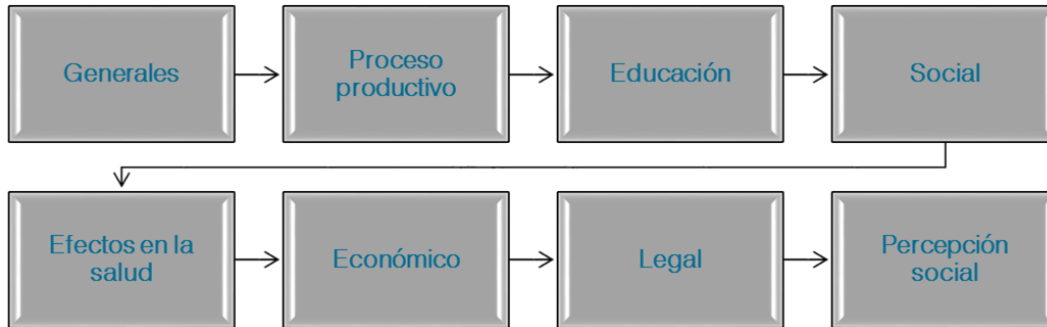 Generales
Proceso
productivo
Educación
Social
Efectos en la
salud
Económico
Legal
Percepción
social